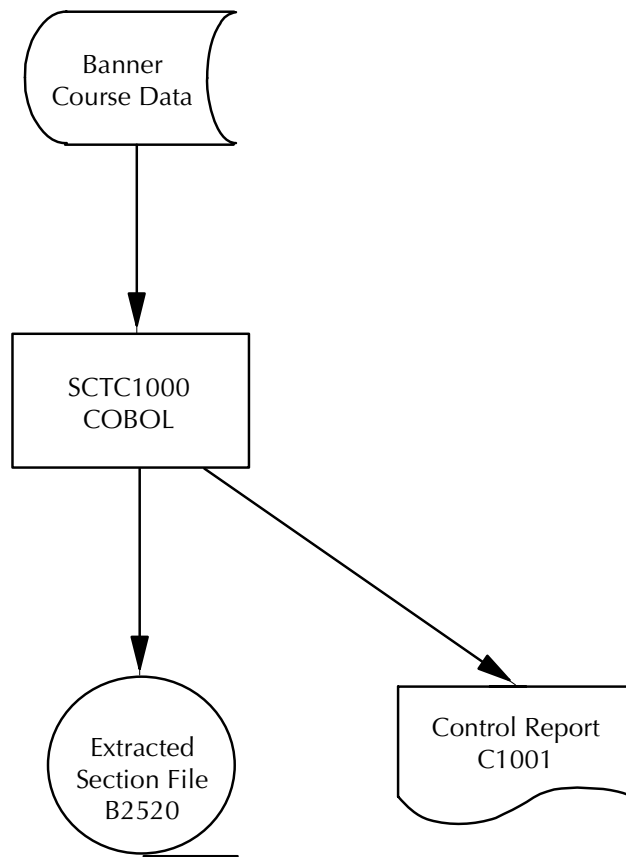 Banner
Course Data
SCTC1000
COBOL
Extracted
Section File
B2520
Control Report
C1001